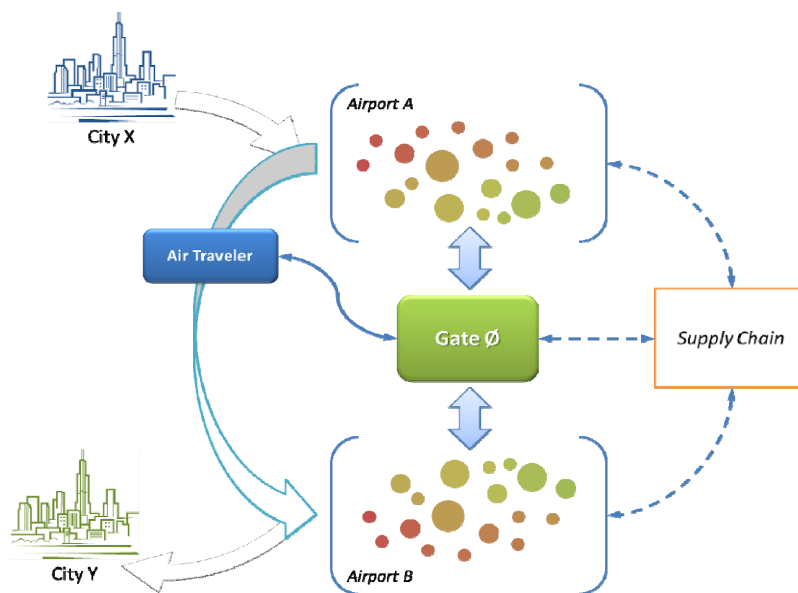 City X
Airport A
Air Traveler
Gate Ø
Supply Chain
City Y
Airport B